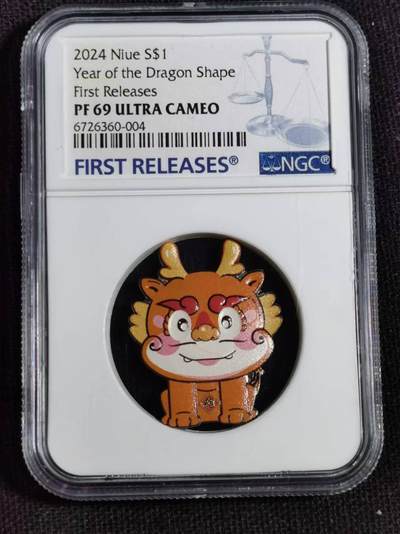 2024 Niue S$1
Year of the Dragon Shape
First Releases
PF 69 ULTRA CAMEO
6726360-004
FIRST RELEASES®
NGC®